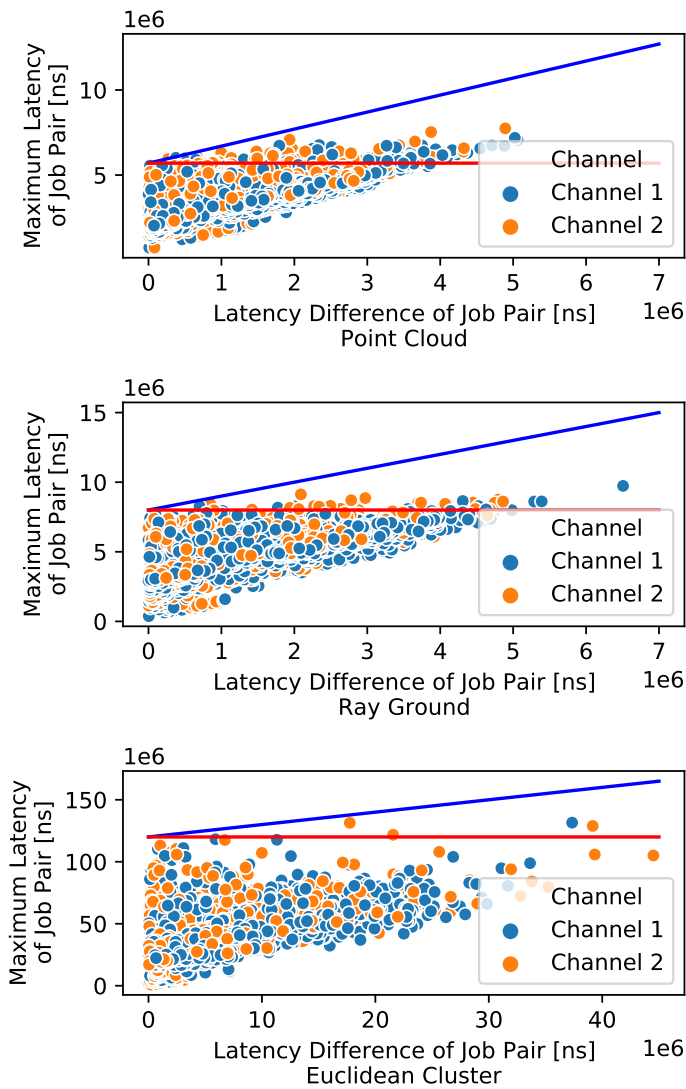 1e6
Maximum Latency
of Job Pair [ns]
10
5
0 1 2 3 4 5 6 7
Channel
Channel 1
Channel 2
Latency Difference of Job Pair [ns] 1e6
Point Cloud
1e6
Maximum Latency
of Job Pair [ns]
15
10
5
0
0 1 2 3 4 5 6 7
Channel
Channel 1
Channel 2
Latency Difference of Job Pair [ns] 1e6
Ray Ground
1e6
Maximum Latency
of Job Pair [ns]
150
100
50
0
0 10 20 30 40
Channel
Channel 1
Channel 2
Latency Difference of Job Pair [ns] 1e6
Euclidean Cluster